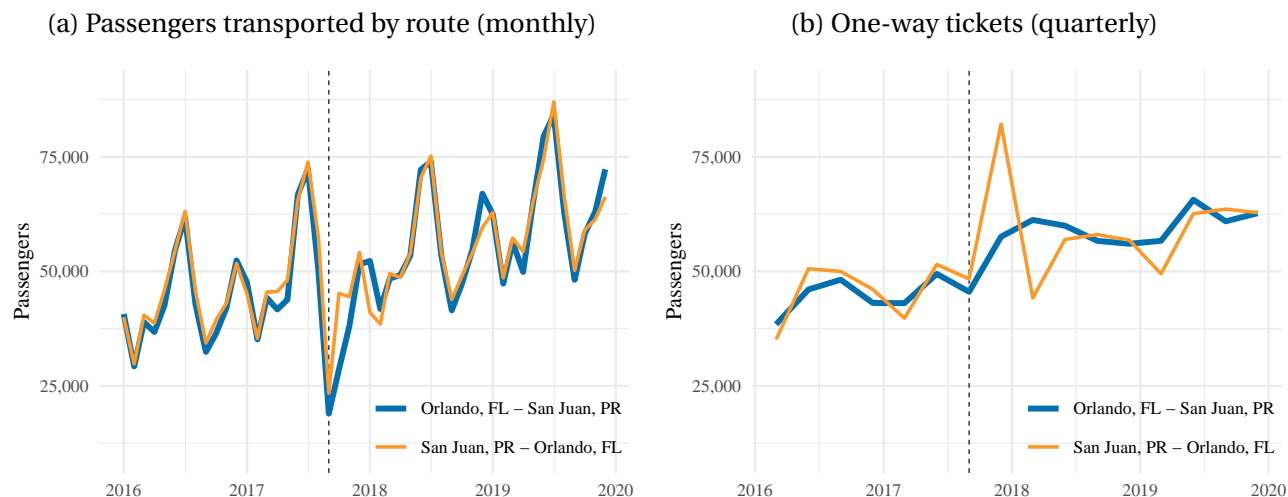 (a) Passengers transported by route (monthly)
Passengers
75,000
50,000
25,000
2016 2017 2018 2019 2020
Orlando, FL – San Juan, PR
San Juan, PR – Orlando, FL
(b) One-way tickets (quarterly)
Passengers
75,000
50,000
25,000
2016 2017 2018 2019 2020
Orlando, FL – San Juan, PR
San Juan, PR – Orlando, FL